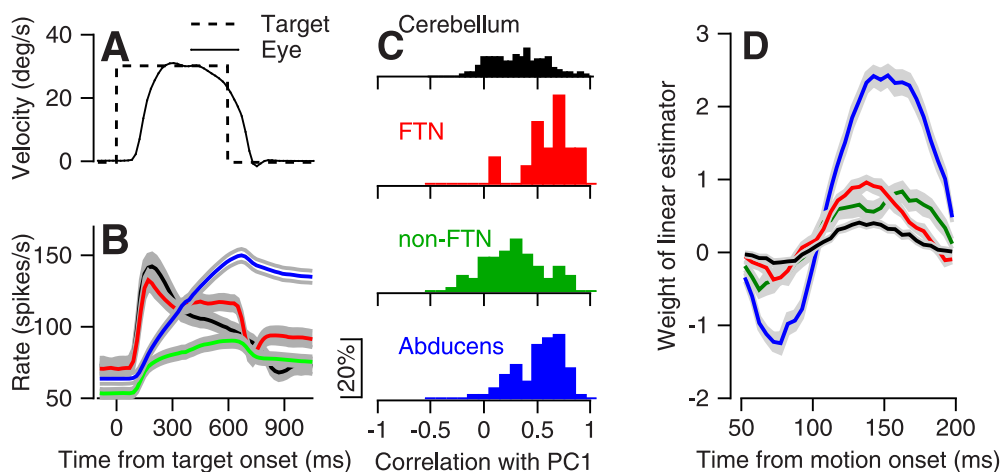 A
Target
Eye
Velocity (deg/s)
40
20
0
B
Rate (spikes/s)
150
100
50
0 300 600 900
Time from target onset (ms)
C
Cerebellum
FTN
non-FTN
Abducens
20%
-1 -0.5 0 0.5 1
Correlation with PC1
D
Weight of linear estimator
3
2
1
0
-1
-2
50 100 150 200
Time from motion onset (ms)